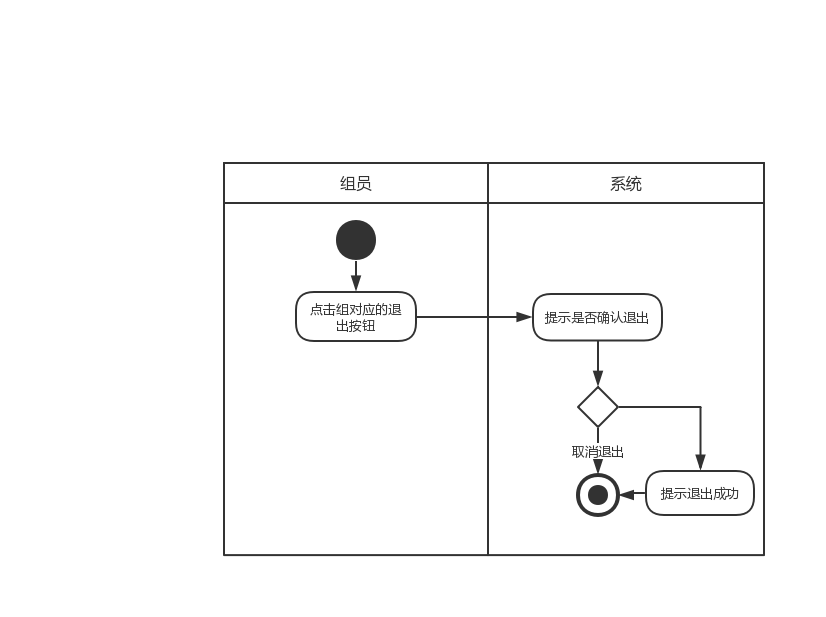 组员
系统
点击组对应的退
出按钮
提示是否确认退出
取消退出
提示退出成功